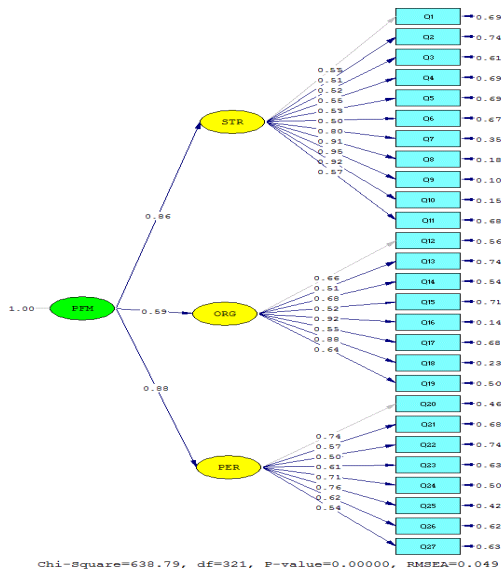 Q1 0.69
Q2 0.74
Q3 0.61
Q4 0.69
Q5 0.69
Q6 0.67
Q7 0.35
Q8 0.18
Q9 0.10
Q10 0.15
Q11 0.68
Q12 0.56
Q13 0.74
Q14 0.54
Q15 0.71
Q16 0.14
Q17 0.68
Q18 0.23
Q19 0.50
Q20 0.46
Q21 0.68
Q22 0.74
Q23 0.63
Q24 0.50
Q25 0.42
Q26 0.62
Q27 0.63
0.55
0.51
0.52
0.55
0.53
0.50
0.80
0.91
0.95
0.92
0.57
STR
0.86
0.66
0.51
0.68
0.52
0.92
0.55
0.88
0.64
1.00
PFM
0.59
ORG
0.88
0.74
0.57
0.50
0.61
0.71
0.76
0.62
0.54
PER
Chi-Square=638.79, df=321, P-value=0.00000, RMSEA=0.049